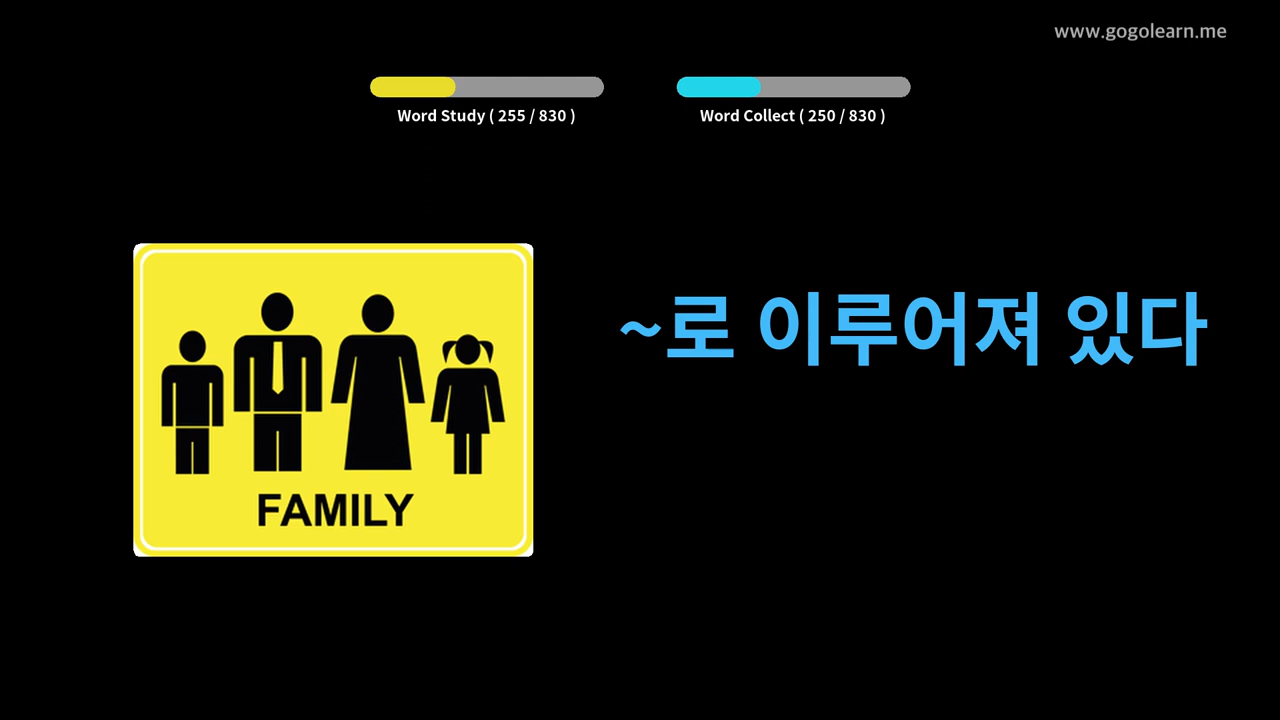 www.gogolearn.me
Word Study ( 255 / 830 )
Word Collect ( 250 / 830 )
~로 이루어져 있다
FAMILY